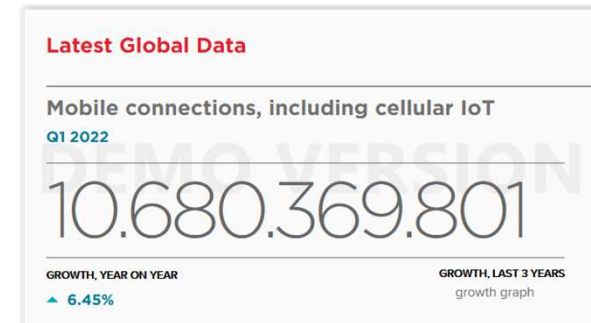 Latest Global Data
Mobile connections, including cellular IoT
Q1 2022
DEMO VERSION
10.680.369.801
GROWTH, YEAR ON YEAR
GROWTH, LAST 3 YEARS
6.45%
growth graph